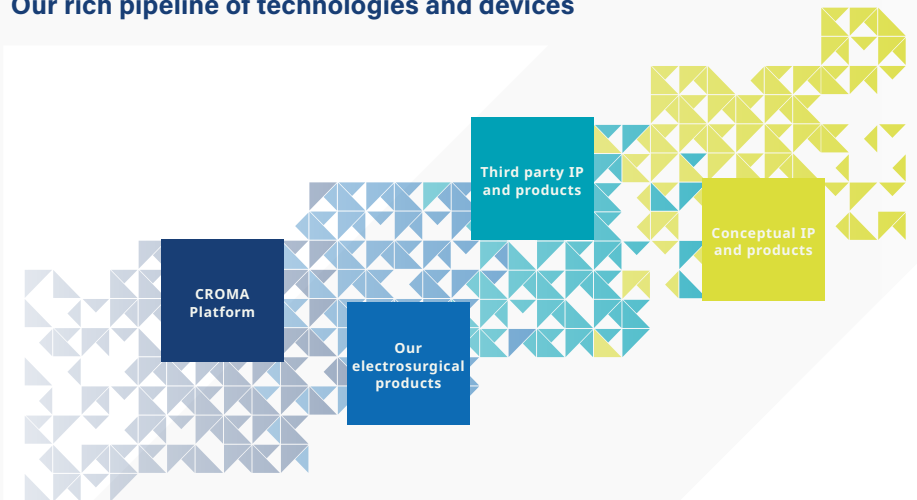 Our rich pipeline of technologies and devices
Third party IP
and products
Conceptual IP
and products
CROMA
Platform
Our
electrosurgical
products